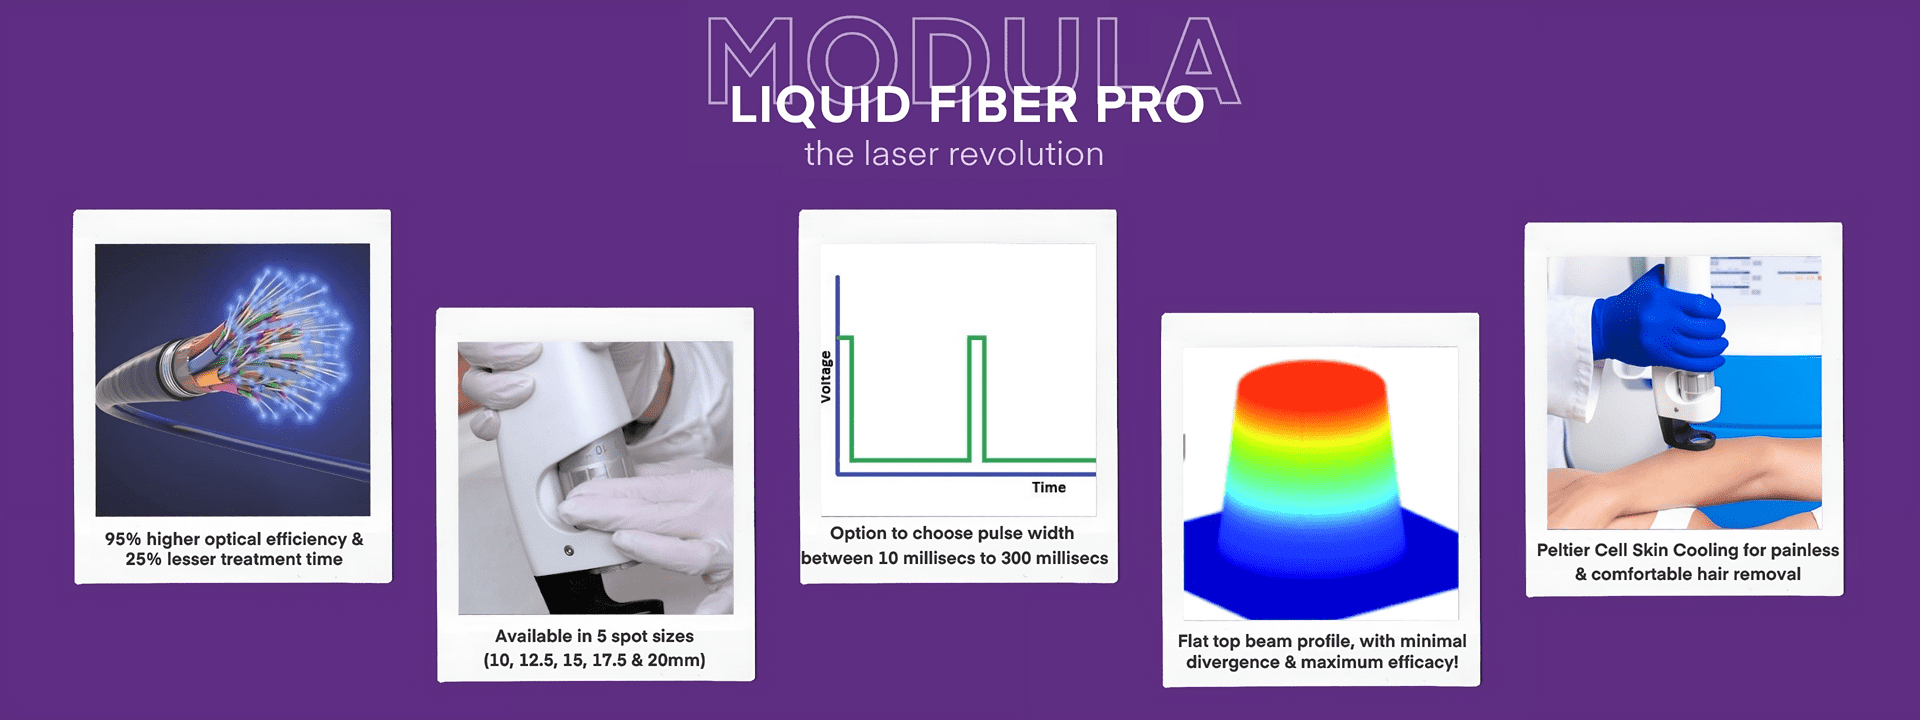 MODULA
LIQUID FIBER PRO
the laser revolution
95% higher optical efficiency &
25% lesser treatment time
10
Available in 5 spot sizes
(10, 12.5, 15, 17.5 & 20mm)
Voltage
Time
Option to choose pulse width
between 10 millisecs to 300 millisecs
Flat top beam profile, with minimal
divergence & maximum efficacy!
Peltier Cell Skin Cooling for painless
& comfortable hair removal